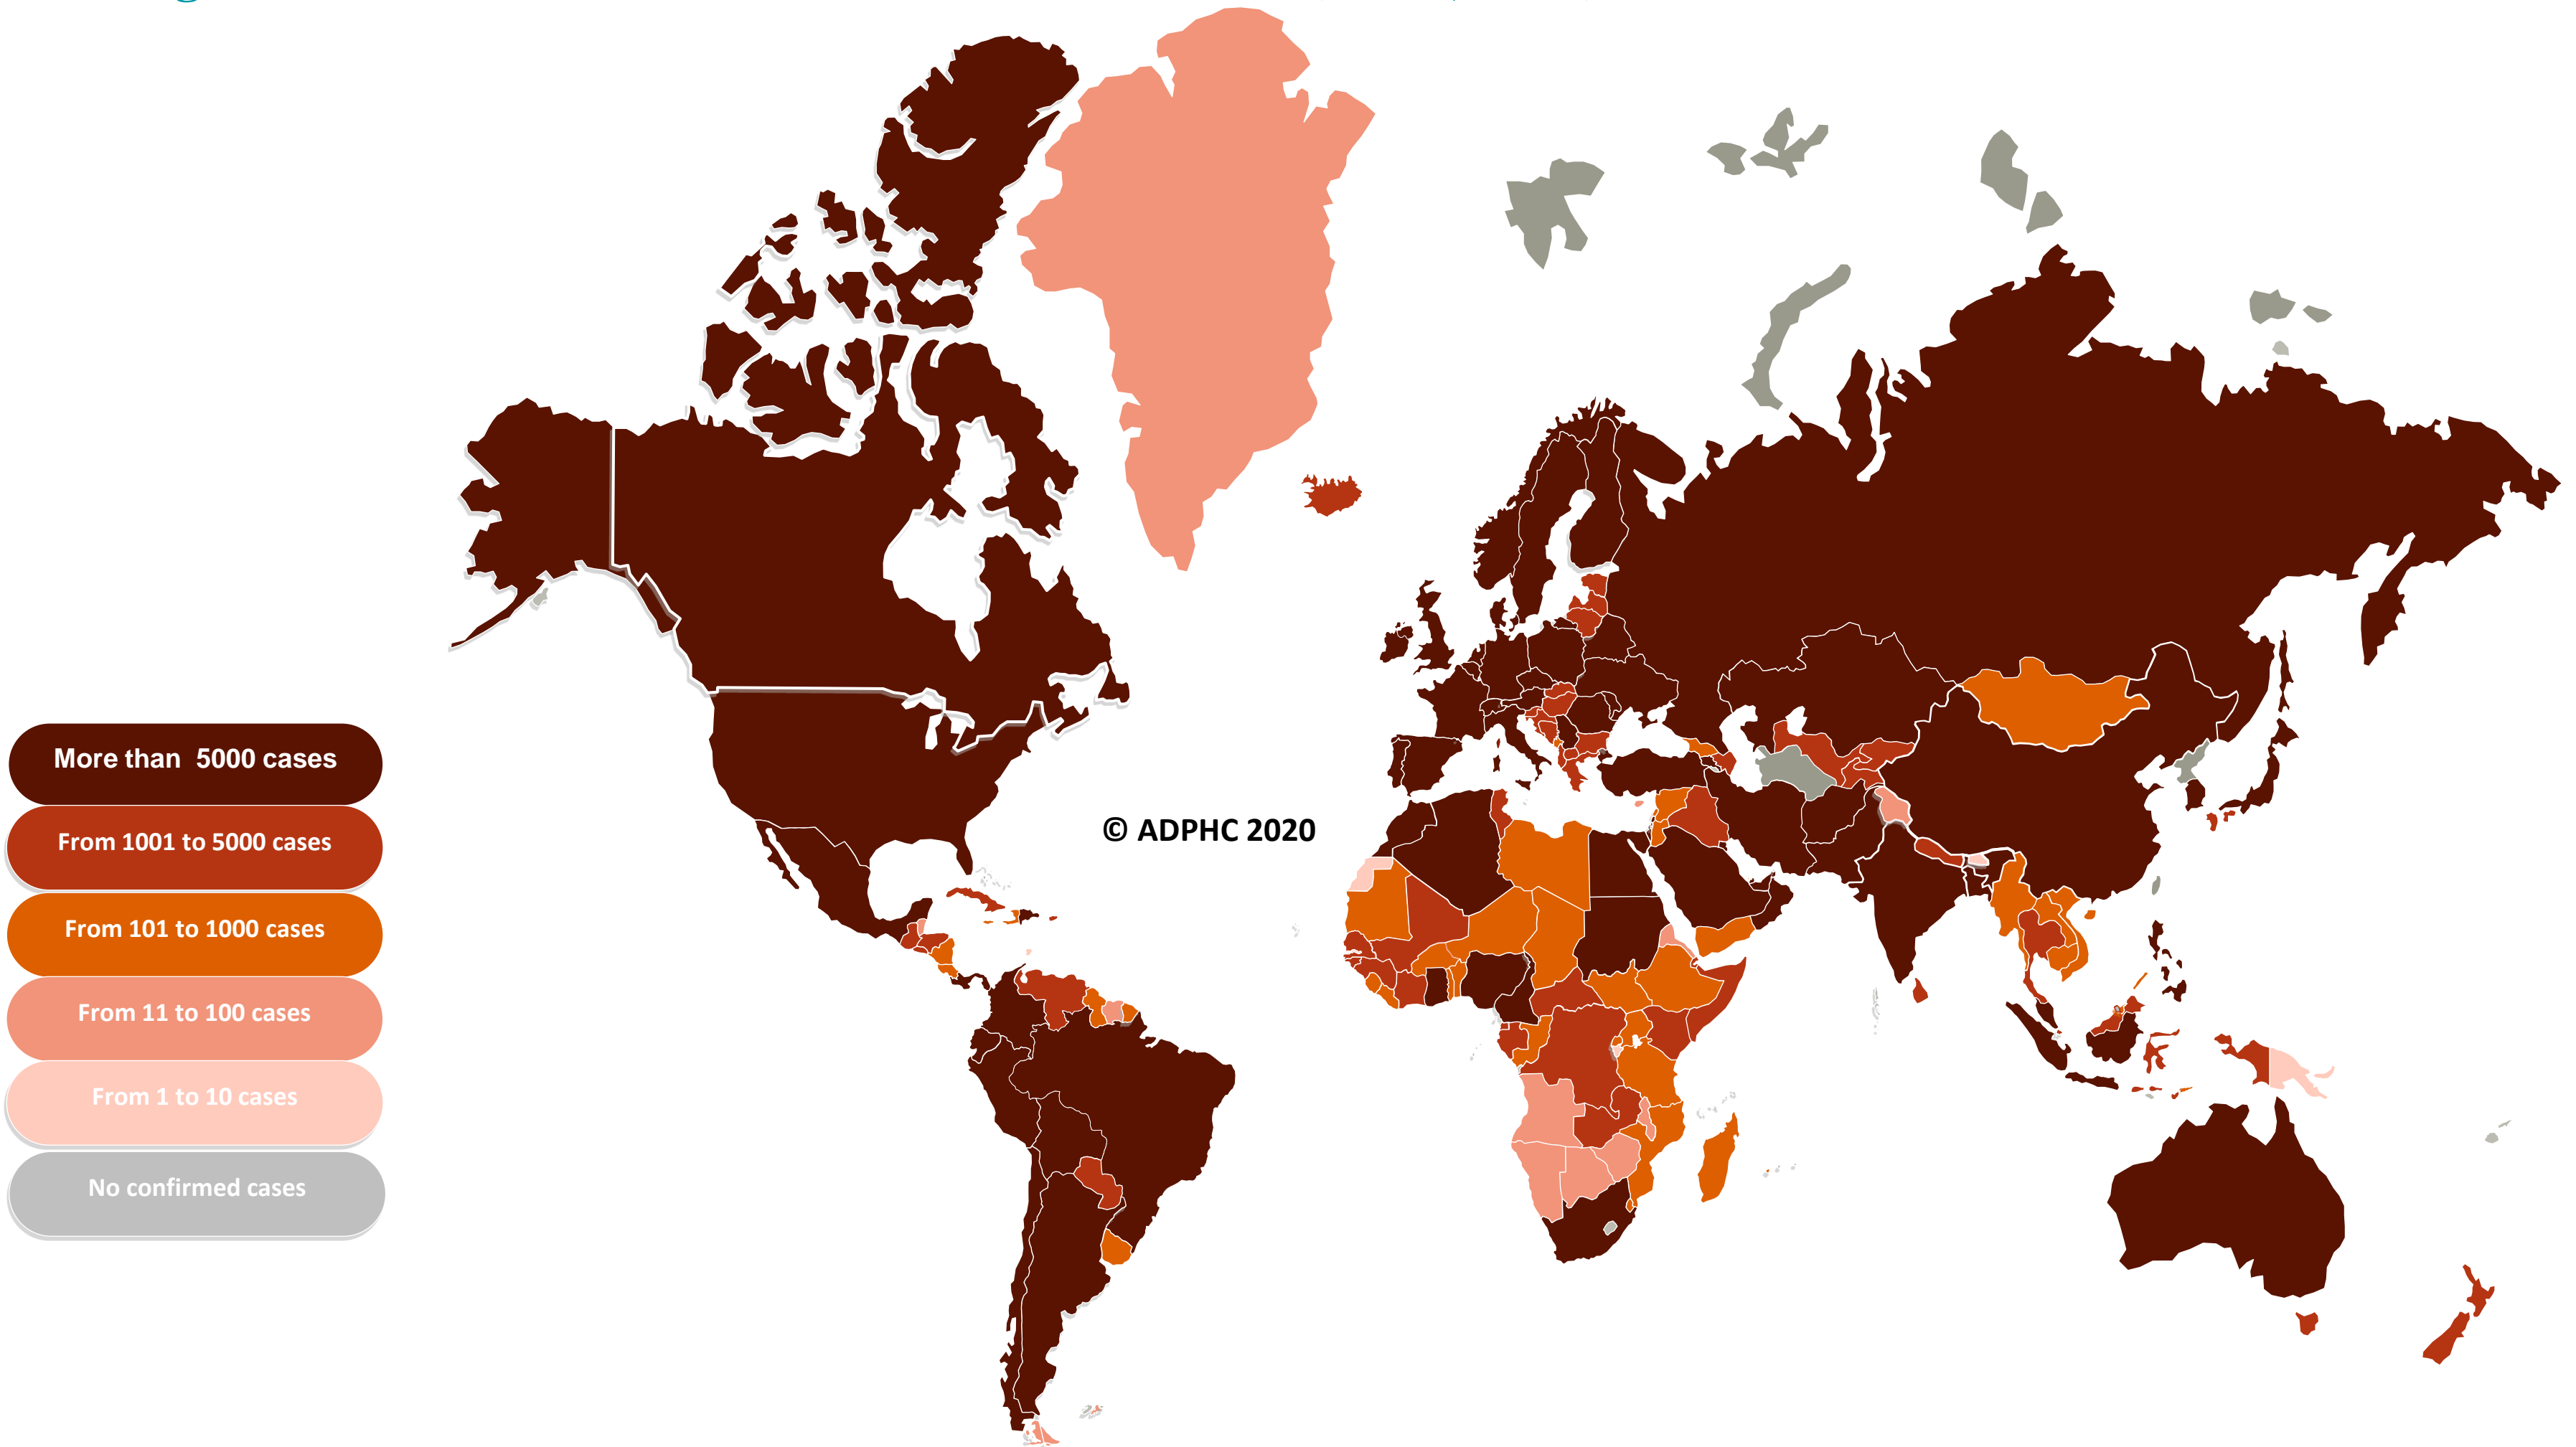 More than  5000 cases
From 1001 to 5000 cases
© ADPHC 2020
From 101 to 1000 cases
From 11 to 100 cases
From 1 to 10 cases
No confirmed cases